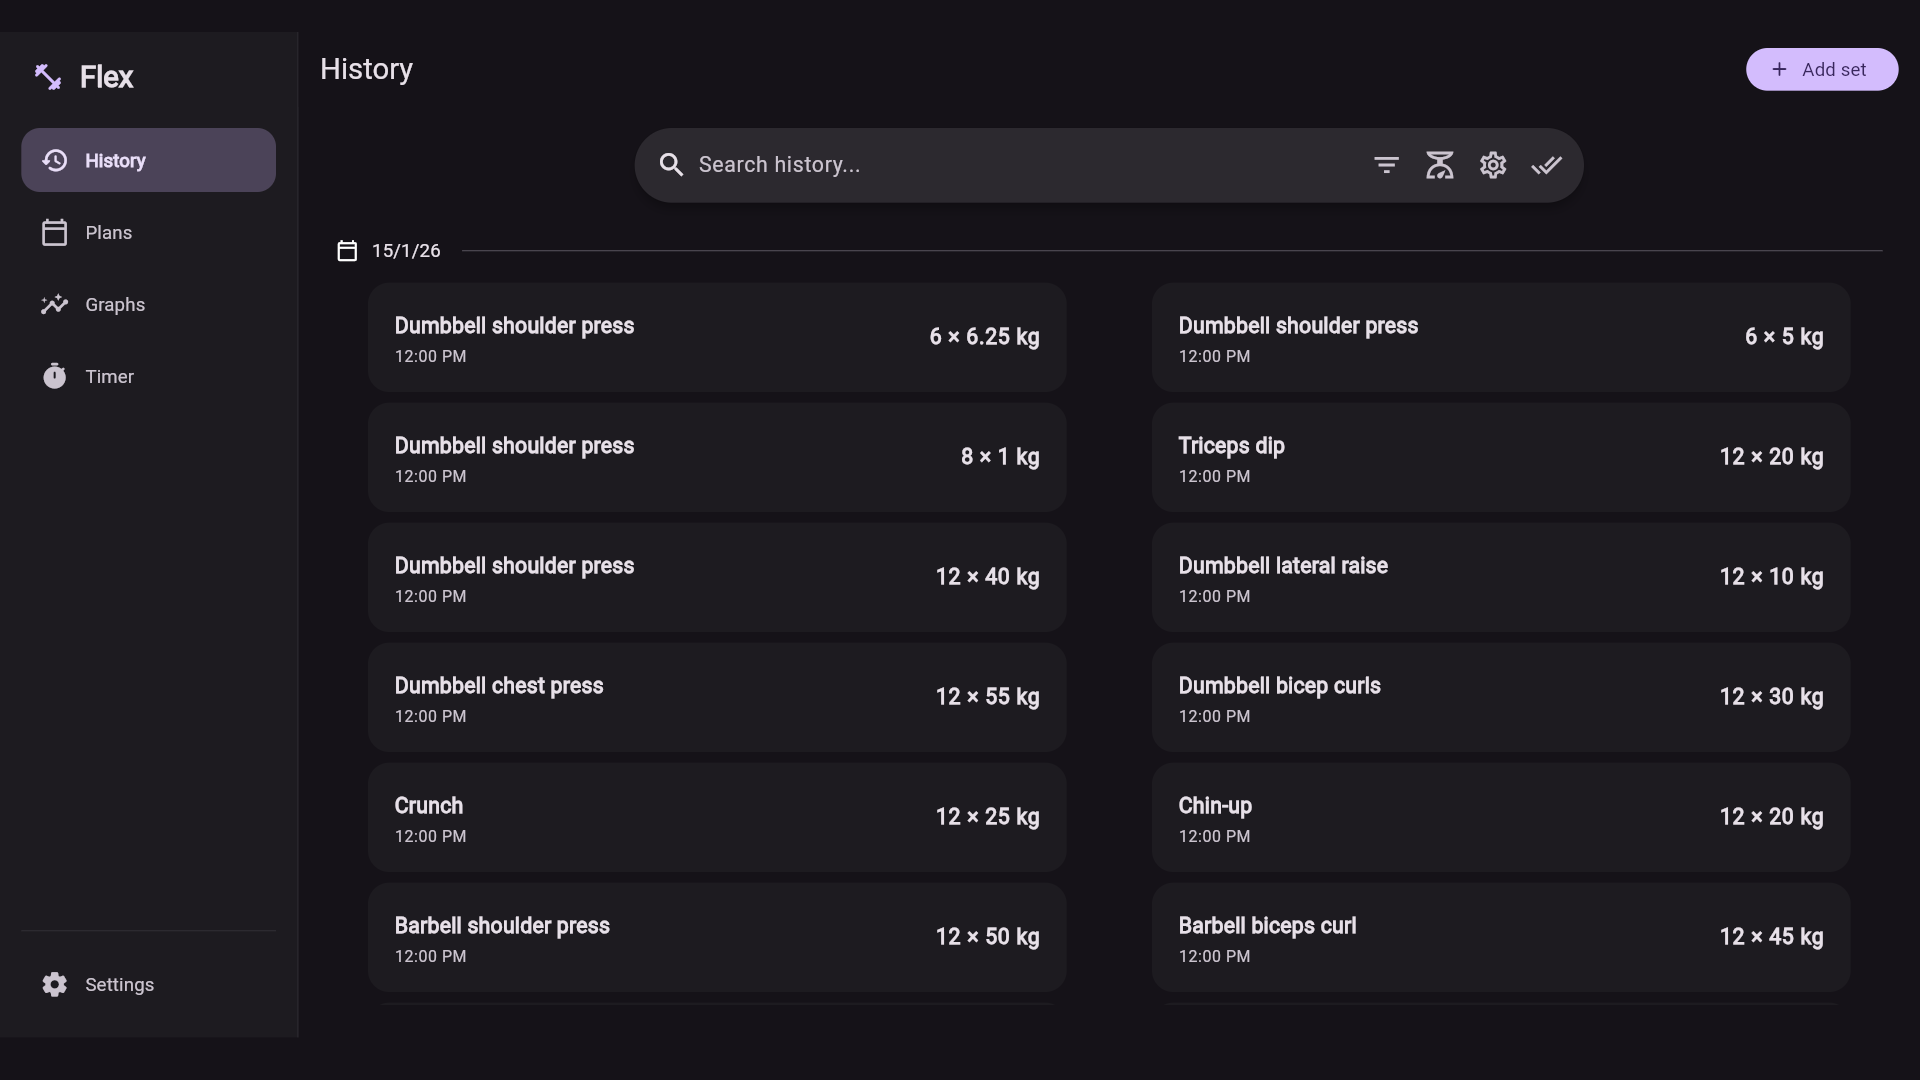 Flex
History
Plans
Graphs
Timer
Settings
History
Add set
Search history...
15/1/26
Dumbbell shoulder press
12:00 PM
6 × 6.25 kg
Dumbbell shoulder press
12:00 PM
6 × 5 kg
Dumbbell shoulder press
12:00 PM
8 × 1 kg
Triceps dip
12:00 PM
12 × 20 kg
Dumbbell shoulder press
12:00 PM
12 × 40 kg
Dumbbell lateral raise
12:00 PM
12 × 10 kg
Dumbbell chest press
12:00 PM
12 × 55 kg
Dumbbell bicep curls
12:00 PM
12 × 30 kg
Crunch
12:00 PM
12 × 25 kg
Chin-up
12:00 PM
12 × 20 kg
Barbell shoulder press
12:00 PM
12 × 50 kg
Barbell biceps curl
12:00 PM
12 × 45 kg